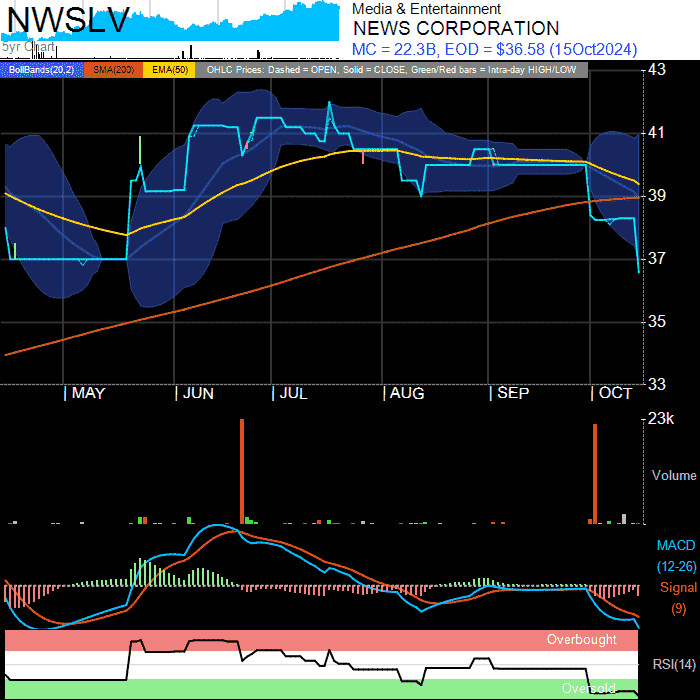 NWSLV
5yr Chart
Media & Entertainment
NEWS CORPORATION
MC = 22.3B, EOD = $36.58 (15Oct2024)
BollBands(20,2) SMA(200) EMA(50) OHLC Prices: Dashed = OPEN, Solid = CLOSE, Green/Red bars = Intra-day HIGH/LOW
43
41
39
37
35
33
MAY JUN JUL AUG SEP OCT
23k
Volume
MACD
(12-26)
Signal
(9)
Overbought
RSI(14)
Oversold